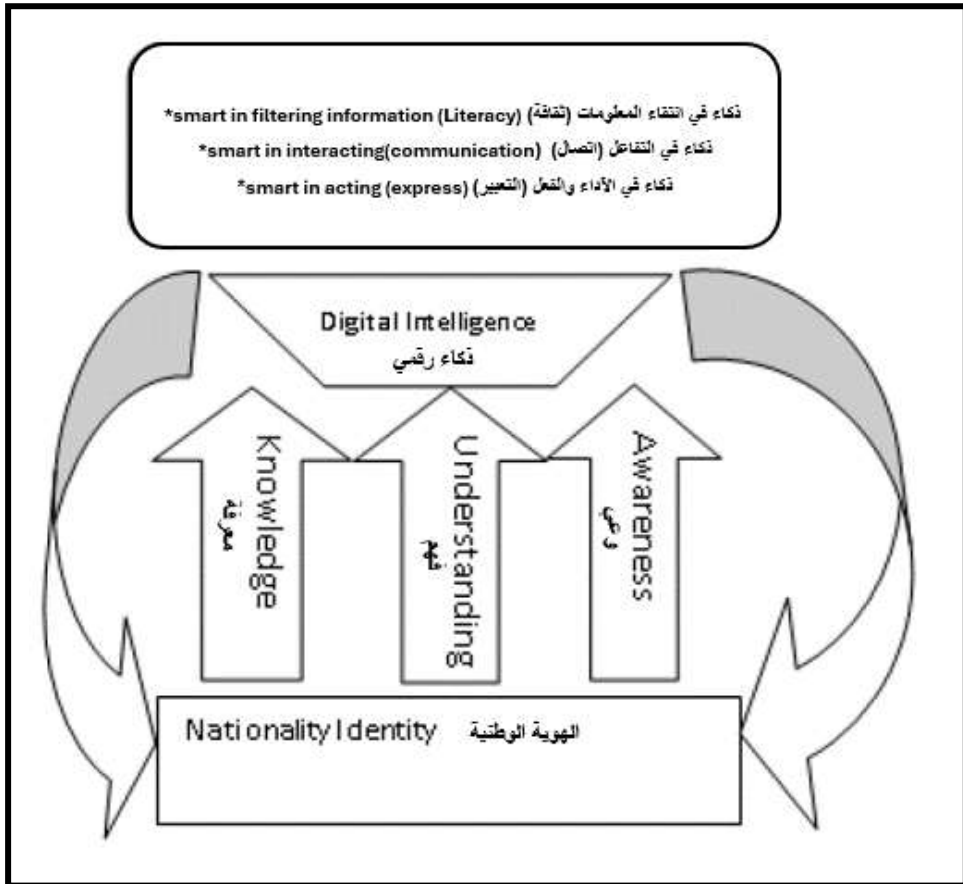 *smart in filtering information (Literacy) ذكاء في انتقاء المعلومات (ثقافة)
*smart in interacting(communication) ذكاء في التفاعل (اتصال)
*smart in acting (express) ذكاء في الأداء والفعل (التعبير)
Digital Intelligence
ذكاء رقمي
Knowledge
معرفة
Understanding
فهم
Awareness
وعي
Nationality Identity الهوية الوطنية